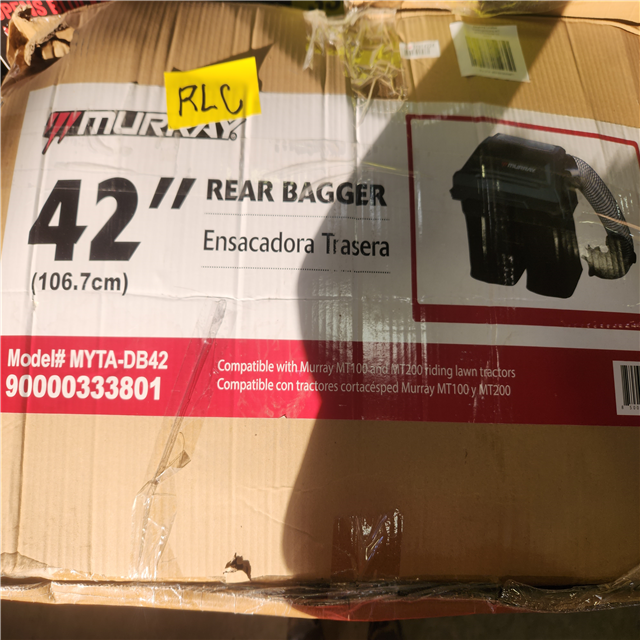 RLC
MURRAY
42"
(106.7cm)
REAR BAGGER
Ensacadora Trasera
Model# MYTA-DB42
90000333801
Compatible with Murray MT100 and MT200 riding lawn tractors
Compatible con tractores cortacésped Murray MT100 y MT200